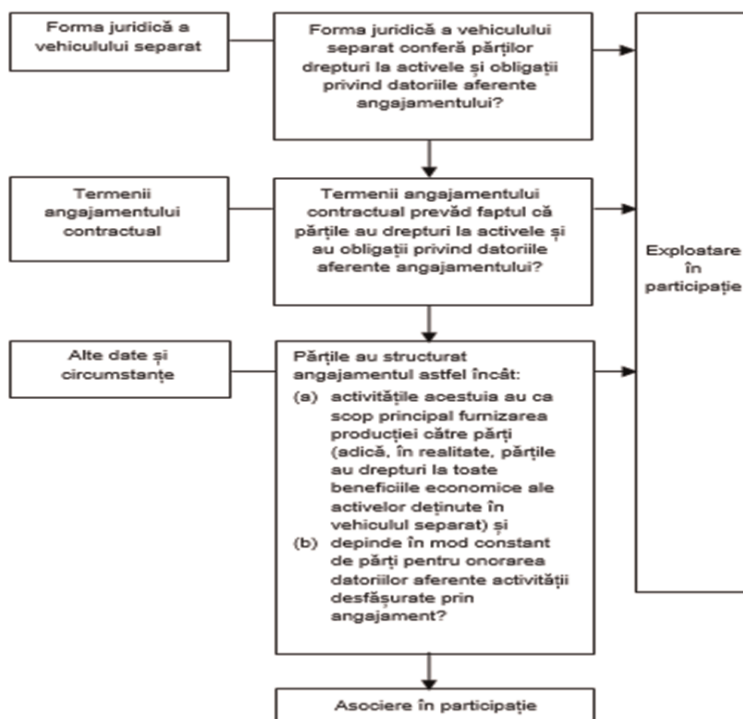 Forma juridică a
vehiculului separat
Forma juridică a vehiculului
separat conferă părților
drepturi la activele și obligații
privind datoriile aferente
angajamentului?
Termenii
angajamentului
contractual
Termenii angajamentului
contractual prevăd faptul că
părțile au drepturi la activele și
au obligații privind datoriile
aferente angajamentului?
Exploatare
în
participație
Alte date și
circumstanțe
Părțile au structurat
angajamentul astfel încât:
(a) activitățile acestuia au ca
scop principal furnizarea
producției către părți
(adică, în realitate, părțile
au drepturi la toate
beneficiile economice ale
activelor deținute în
vehiculul separat) și
(b) depinde în mod constant
de părți pentru onorarea
datoriilor aferente activității
desfășurate prin
angajament?
Asociere în participație